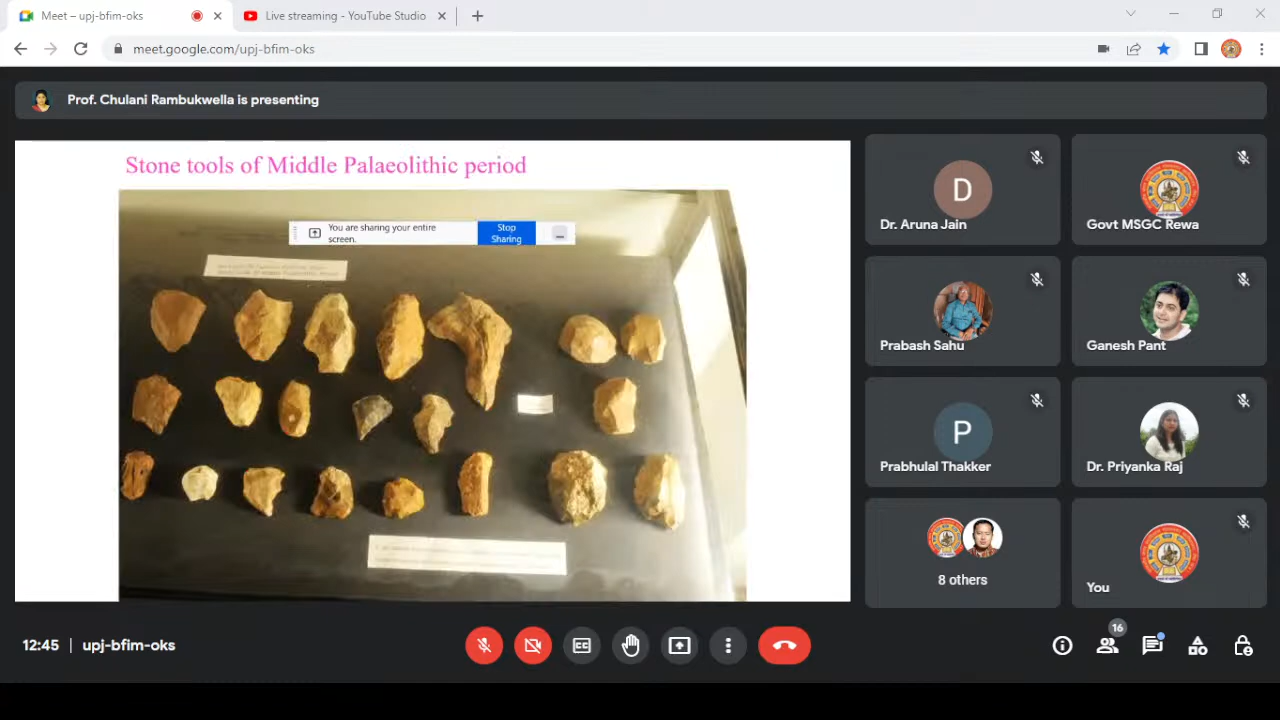 Meet – upj-bfim-oks
Live streaming - YouTube Studio
meet.google.com/upj-bfim-oks
Prof. Chulani Rambukwella is presenting
Stone tools of Middle Palaeolithic period
You are sharing your entire
screen.
Stop
Sharing
D
Dr. Aruna Jain
Govt MSGC Rewa
Prabash Sahu
Ganesh Pant
P
Prabhulal Thakker
Dr. Priyanka Raj
8 others
You
12:45
upj-bfim-oks
CC
16